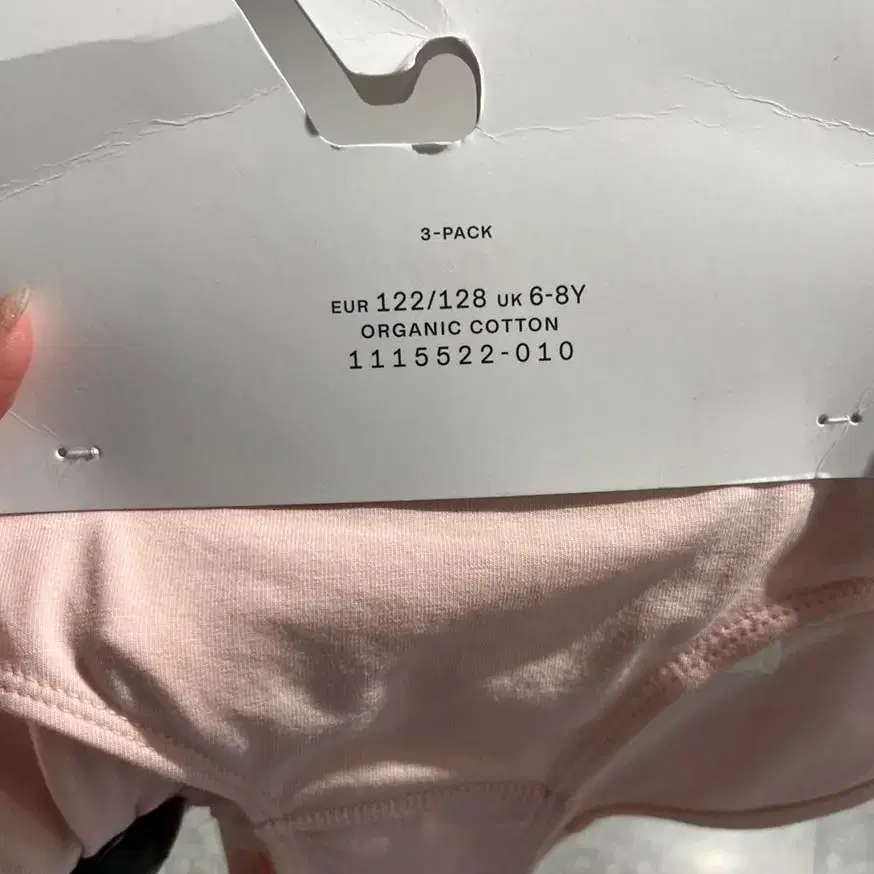 3-PACK
EUR 122/128 UK 6-8Y
ORGANIC COTTON
1115522-010